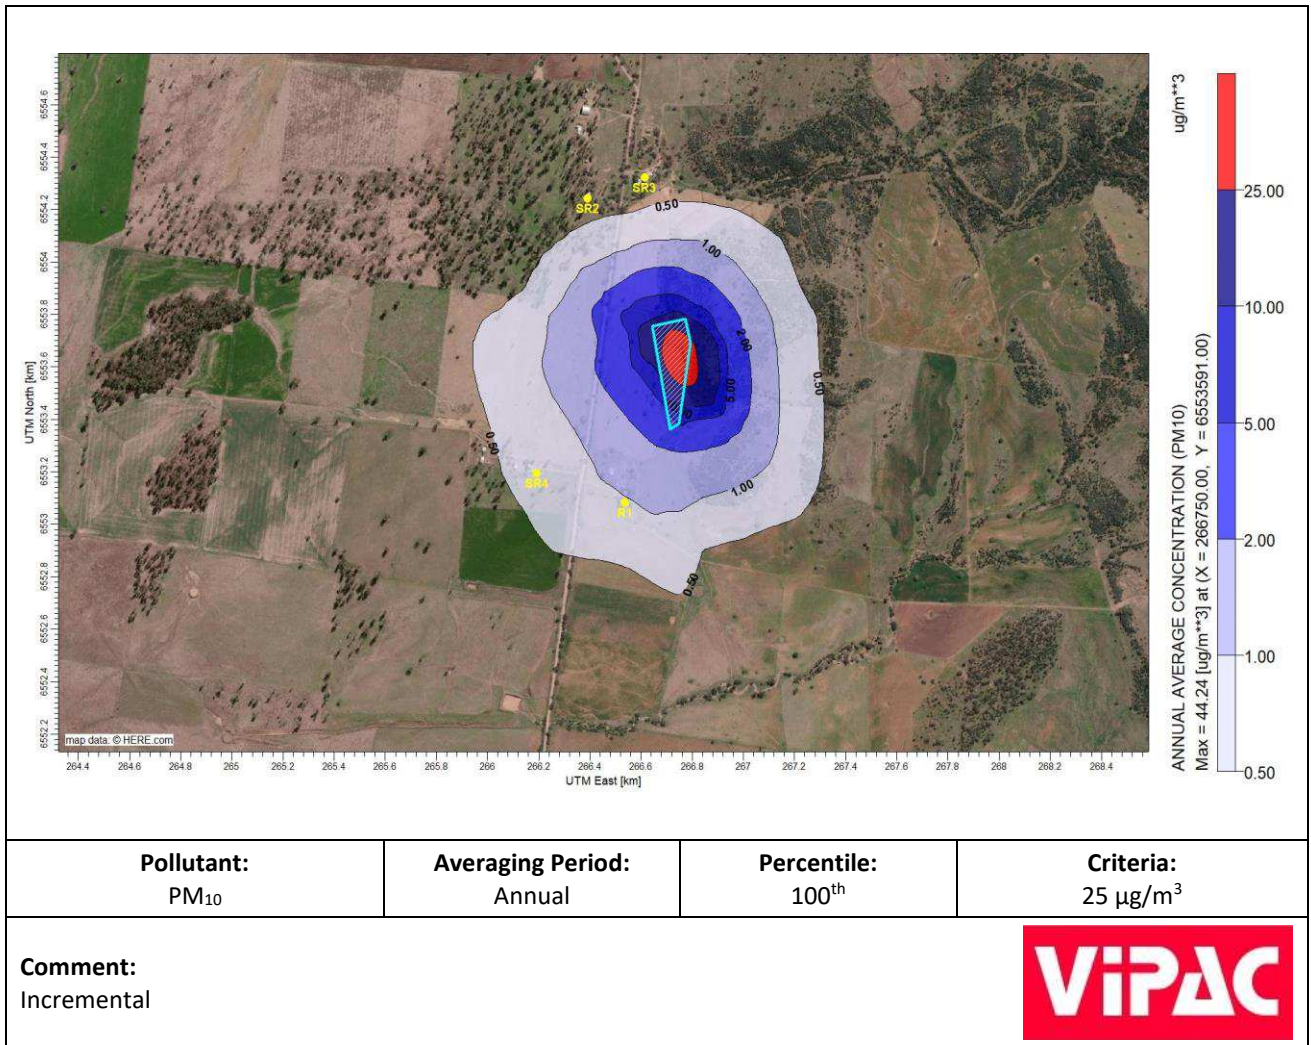 ug/m**3
ANNUAL AVERAGE CONCENTRATION (PM10)
Max = 44.24 [ug/m**3] at (X = 266750.00, Y = 6553591.00)
25.00
10.00
5.00
2.00
1.00
0.50
UTM North [km]
6554.6
6554.4
6554.2
6554
6553.8
6553.6
6553.4
6553.2
6553
6552.8
6552.6
6552.4
6552.2
SR3
SR2
0.50
1.00
2.00
0.50
5.00
0.50
SR4
1.00
R1
0.50
map data: © HERE.com
264.4 264.6 264.8 265 265.2 265.4 265.6 265.8 266 266.2 266.4 266.6 266.8 267 267.2 267.4 267.6 267.8 268 268.2 268.4
UTM East [km]
Pollutant: Averaging Period: Percentile: Criteria:
PM10 Annual 100th 25 µg/m3
Comment:
Incremental
ViPAC